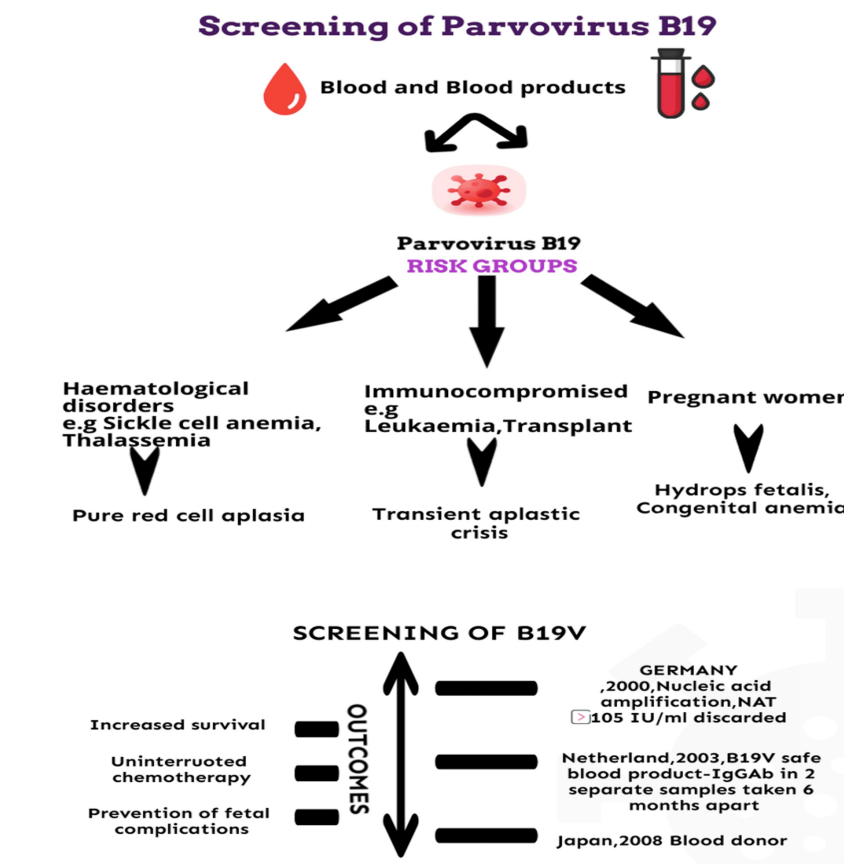 Screening of Parvovirus B19
Blood and Blood products
Parvovirus B19
RISK GROUPS
Haematological
disorders
e.g Sickle cell anemia,
Thalassemia
Pure red cell aplasia
Immunocompromised
e.g
Leukaemia,Transplant
Transient aplastic
crisis
Pregnant women
Hydrops fetalis,
Congenital anemia
SCREENING OF B19V
OUTCOMES
Increased survival
Uninterruoted
chemotherapy
Prevention of fetal
complications
GERMANY
,2000,Nucleic acid
amplification,NAT
>105 IU/ml discarded
Netherland,2003,B19V safe
blood product-IgGAb in 2
separate samples taken 6
months apart
Japan,2008 Blood donor